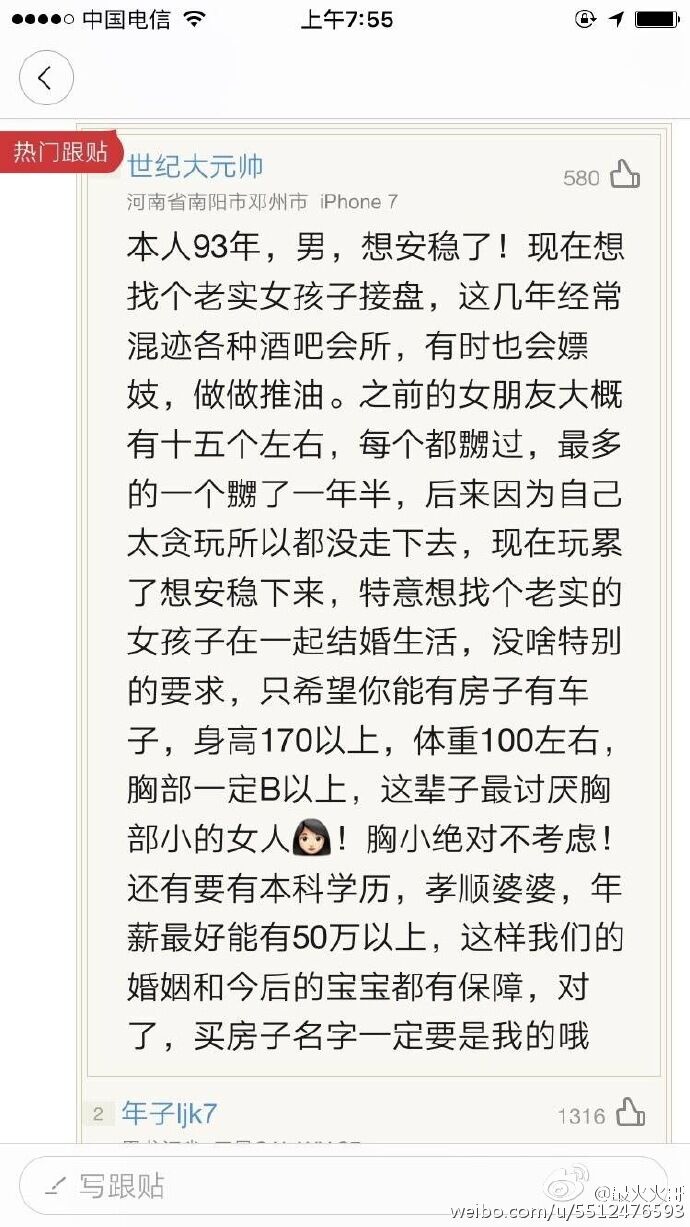 中国电信
上午7:55
热门跟贴
世纪大元帅
580
河南省南阳市邓州市 iPhone 7
本人93年，男，想安稳了！现在想
找个老实女孩子接盘，这几年经常
混迹各种酒吧会所，有时也会嫖
妓，做做推油。之前的女朋友大概
有十五个左右，每个都嬲过，最多
的一个嬲了一年半，后来因为自己
太贪玩所以都没走下去，现在玩累
了想安稳下来，特意想找个老实的
女孩子在一起结婚生活，没啥特别
的要求，只希望你能有房子有车
子，身高170以上，体重100左右，
胸部一定B以上，这辈子最讨厌胸
部小的女人👩🏻！胸小绝对不考虑！
还有要有本科学历，孝顺婆婆，年
薪最好能有50万以上，这样我们的
婚姻和今后的宝宝都有保障，对
了，买房子名字一定要是我的哦
2 年子ljk7
1316
写跟贴
weibo.com/u/5512476593